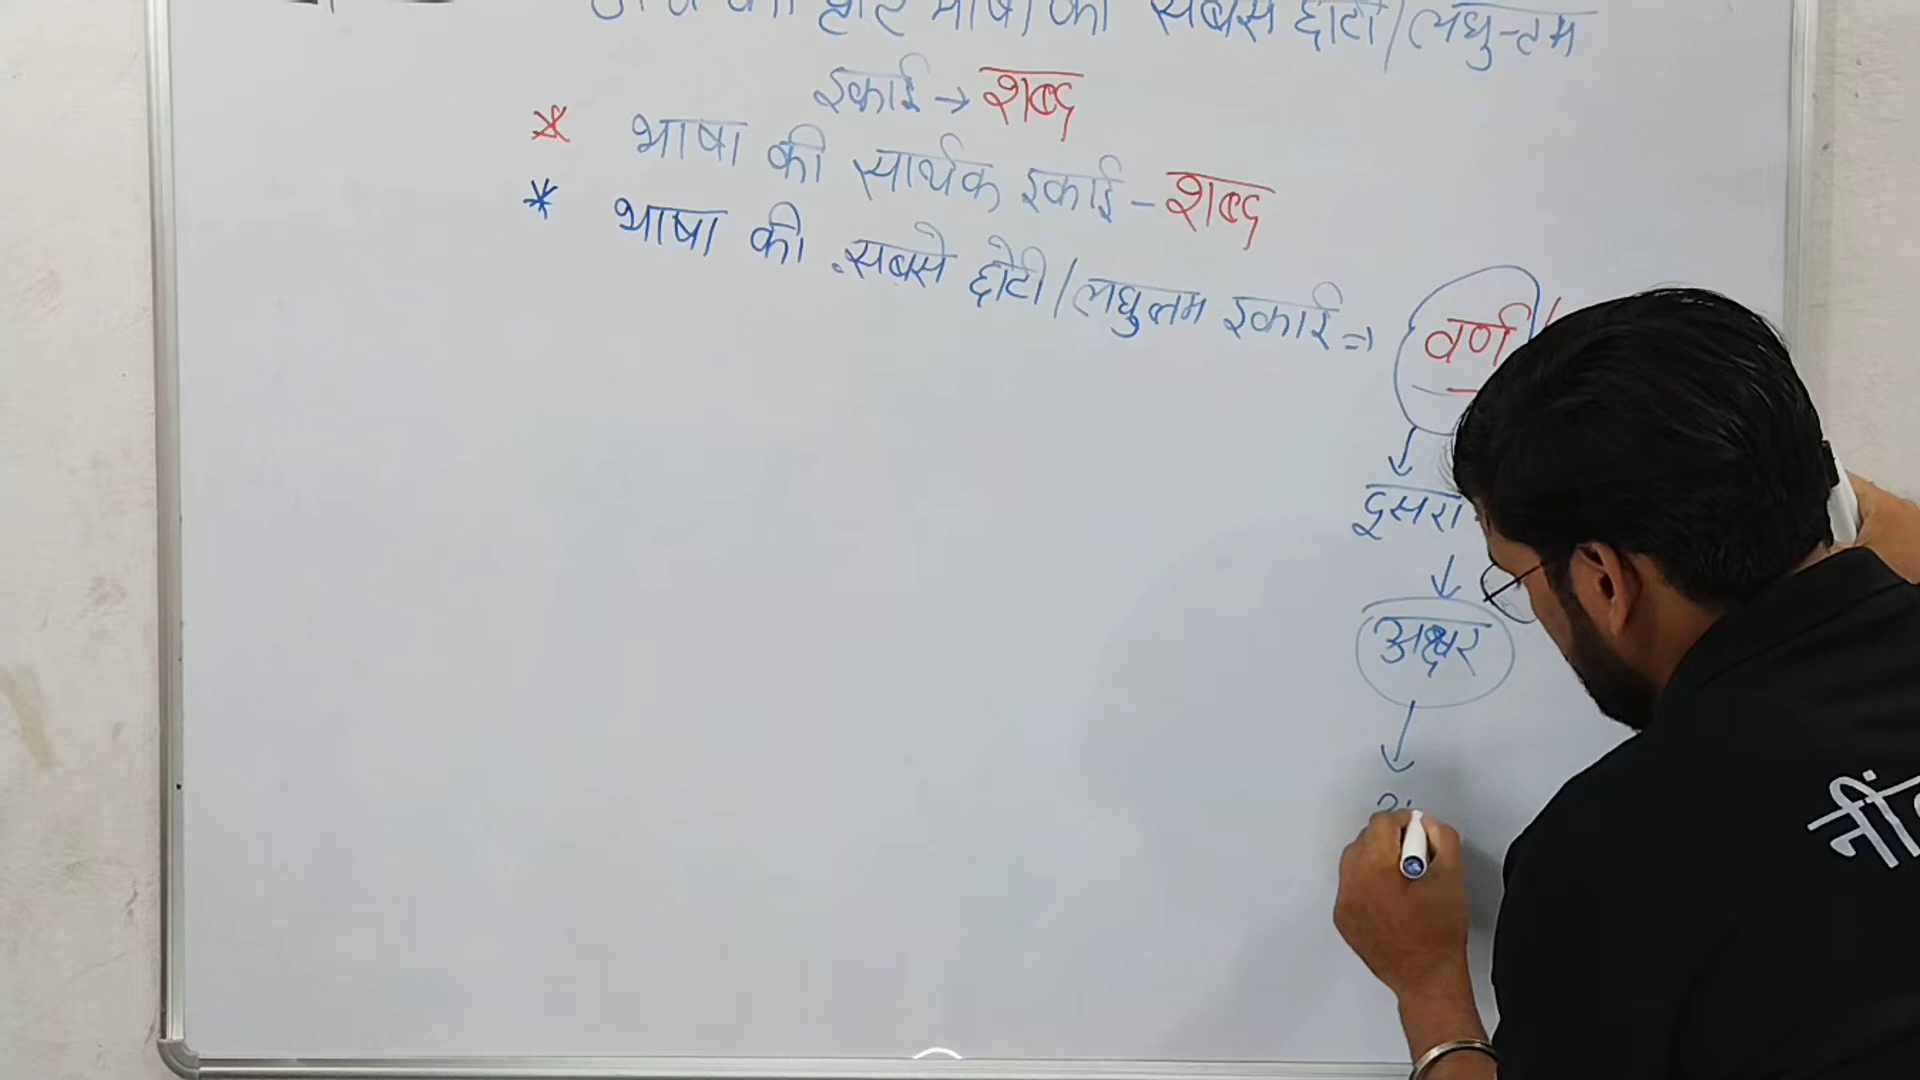 भाषा की सबसे छोटी/लघु-तम
इकाई → शब्द
* भाषा की सार्थक इकाई - शब्द
* भाषा की सबसे छोटी/लघुतम इकाई ⇒ वर्ण/
↓
दूसरा
↓
अक्षर
↓